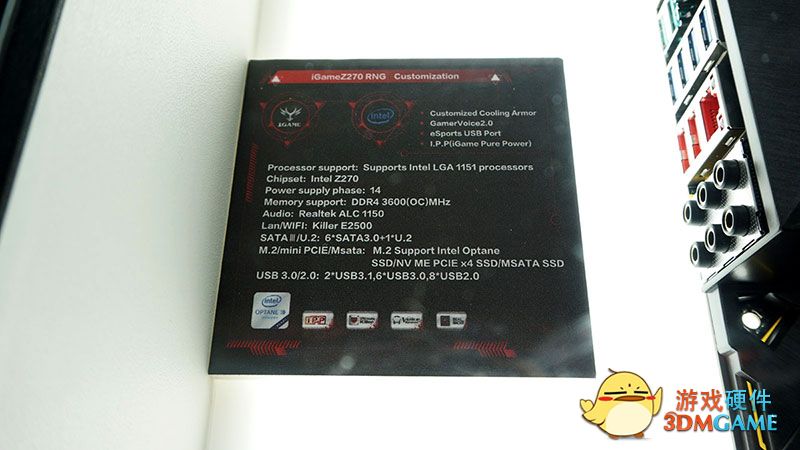 iGameZ270 RNG Customization
iGAME
intel
· Customized Cooling Armor
· GamerVoice2.0
· eSports USB Port
· I.P.P(iGame Pure Power)
Processor support: Supports Intel LGA 1151 processors
Chipset: Intel Z270
Power supply phase: 14
Memory support: DDR4 3600(OC)MHz
Audio: Realtek ALC 1150
Lan/WIFI: Killer E2500
SATAⅢ/U.2: 6*SATA3.0+1*U.2
M.2/mini PCIE/Msata: M.2 Support Intel Optane
SSD/NV ME PCIE x4 SSD/MSATA SSD
USB 3.0/2.0: 2*USB3.1,6*USB3.0,8*USB2.0
intel
OPTANE
I.P.P
游戏硬件
3DMGAME